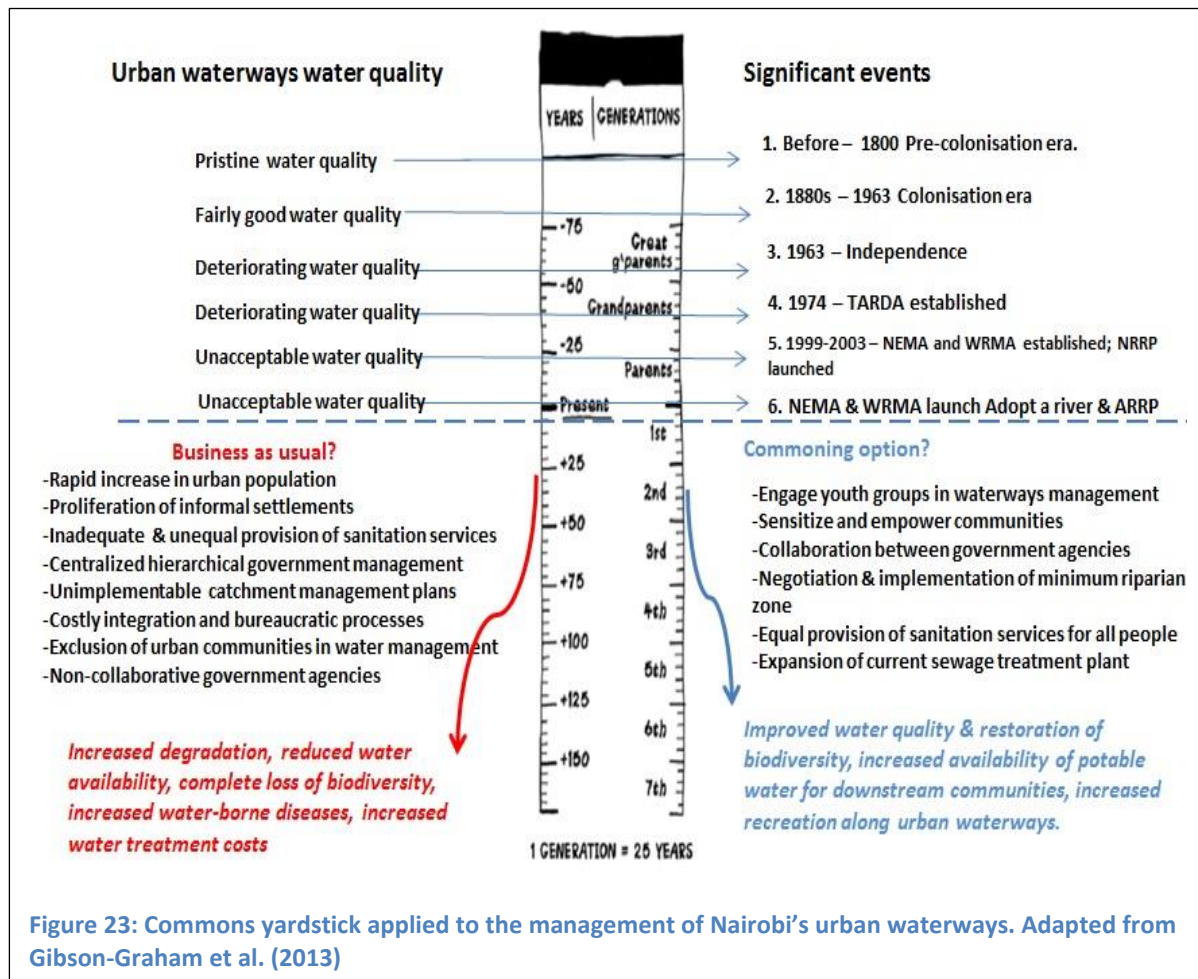 Urban waterways water quality
Significant events
YEARS GENERATIONS
Pristine water quality
1. Before – 1800 Pre-colonisation era.
Fairly good water quality
2. 1880s – 1963 Colonisation era
-75
Great
g'parents
Deteriorating water quality
3. 1963 – Independence
-50
Grandparents
Deteriorating water quality
4. 1974 – TARDA established
-25
Unacceptable water quality
5. 1999-2003 – NEMA and WRMA established; NRRP
launched
Parents
Unacceptable water quality
Present
6. NEMA & WRMA launch Adopt a river & ARRP
Business as usual?
-Rapid increase in urban population
-Proliferation of informal settlements
-Inadequate & unequal provision of sanitation services
-Centralized hierarchical government management
-Unimplementable catchment management plans
-Costly integration and bureaucratic processes
-Exclusion of urban communities in water management
-Non-collaborative government agencies
Increased degradation, reduced water
availability, complete loss of biodiversity,
increased water-borne diseases, increased
water treatment costs
1st
+25
2nd
+50
3rd
+75
4th
+100
5th
+125
6th
+150
7th
1 GENERATION = 25 YEARS
Commoning option?
-Engage youth groups in waterways management
-Sensitize and empower communities
-Collaboration between government agencies
-Negotiation & implementation of minimum riparian
zone
-Equal provision of sanitation services for all people
-Expansion of current sewage treatment plant
Improved water quality & restoration of
biodiversity, increased availability of potable
water for downstream communities, increased
recreation along urban waterways.
Figure 23: Commons yardstick applied to the management of Nairobi's urban waterways. Adapted from
Gibson-Graham et al. (2013)